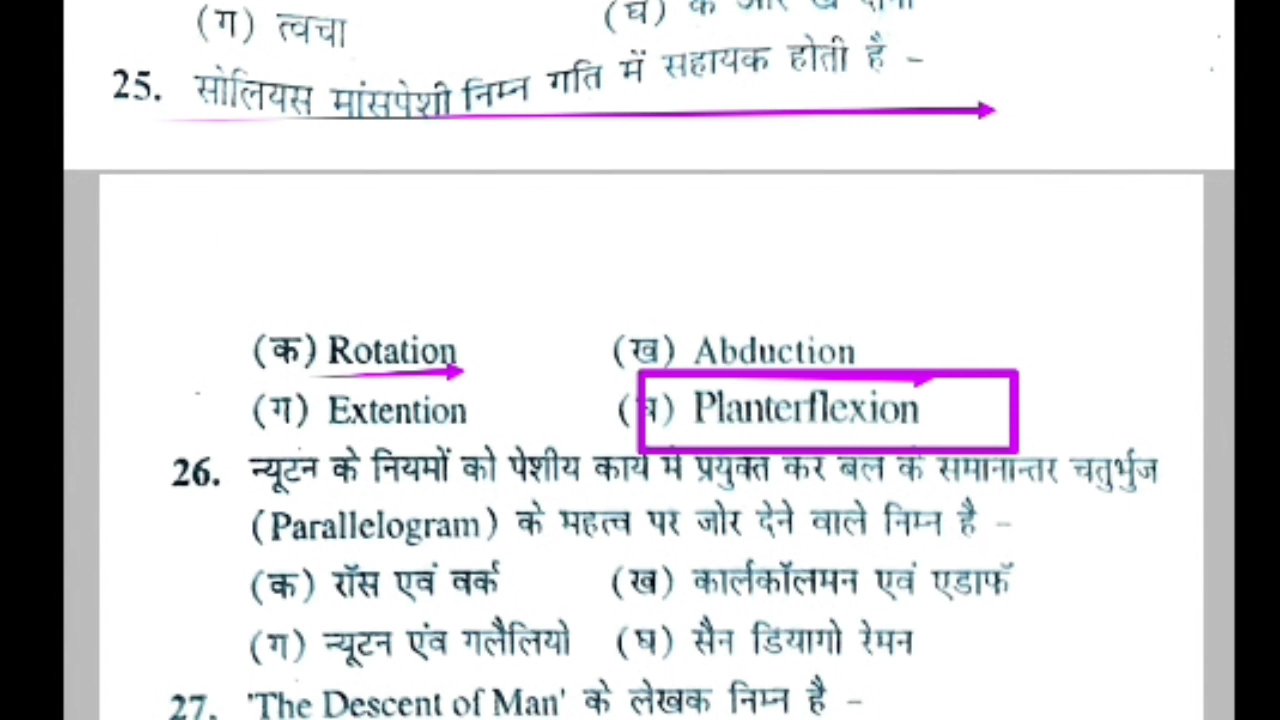 (ग) त्वचा
(घ) क और ख दोनों
25. सोलियस मांसपेशी निम्न गति में सहायक होती है -
(क) Rotation (ख) Abduction
(ग) Extention (घ) Planterflexion
26. न्यूटन के नियमों को पेशीय कार्य में प्रयुक्त कर बल के समानान्तर चतुर्भुज
(Parallelogram) के महत्व पर जोर देने वाले निम्न है -
(क) रॉस एवं वर्क (ख) कार्लकॉलमन एवं एडाफॅ
(ग) न्यूटन एंव गलैलियो (घ) सैन डियागो रेमन
27. 'The Descent of Man' के लेखक निम्न है -